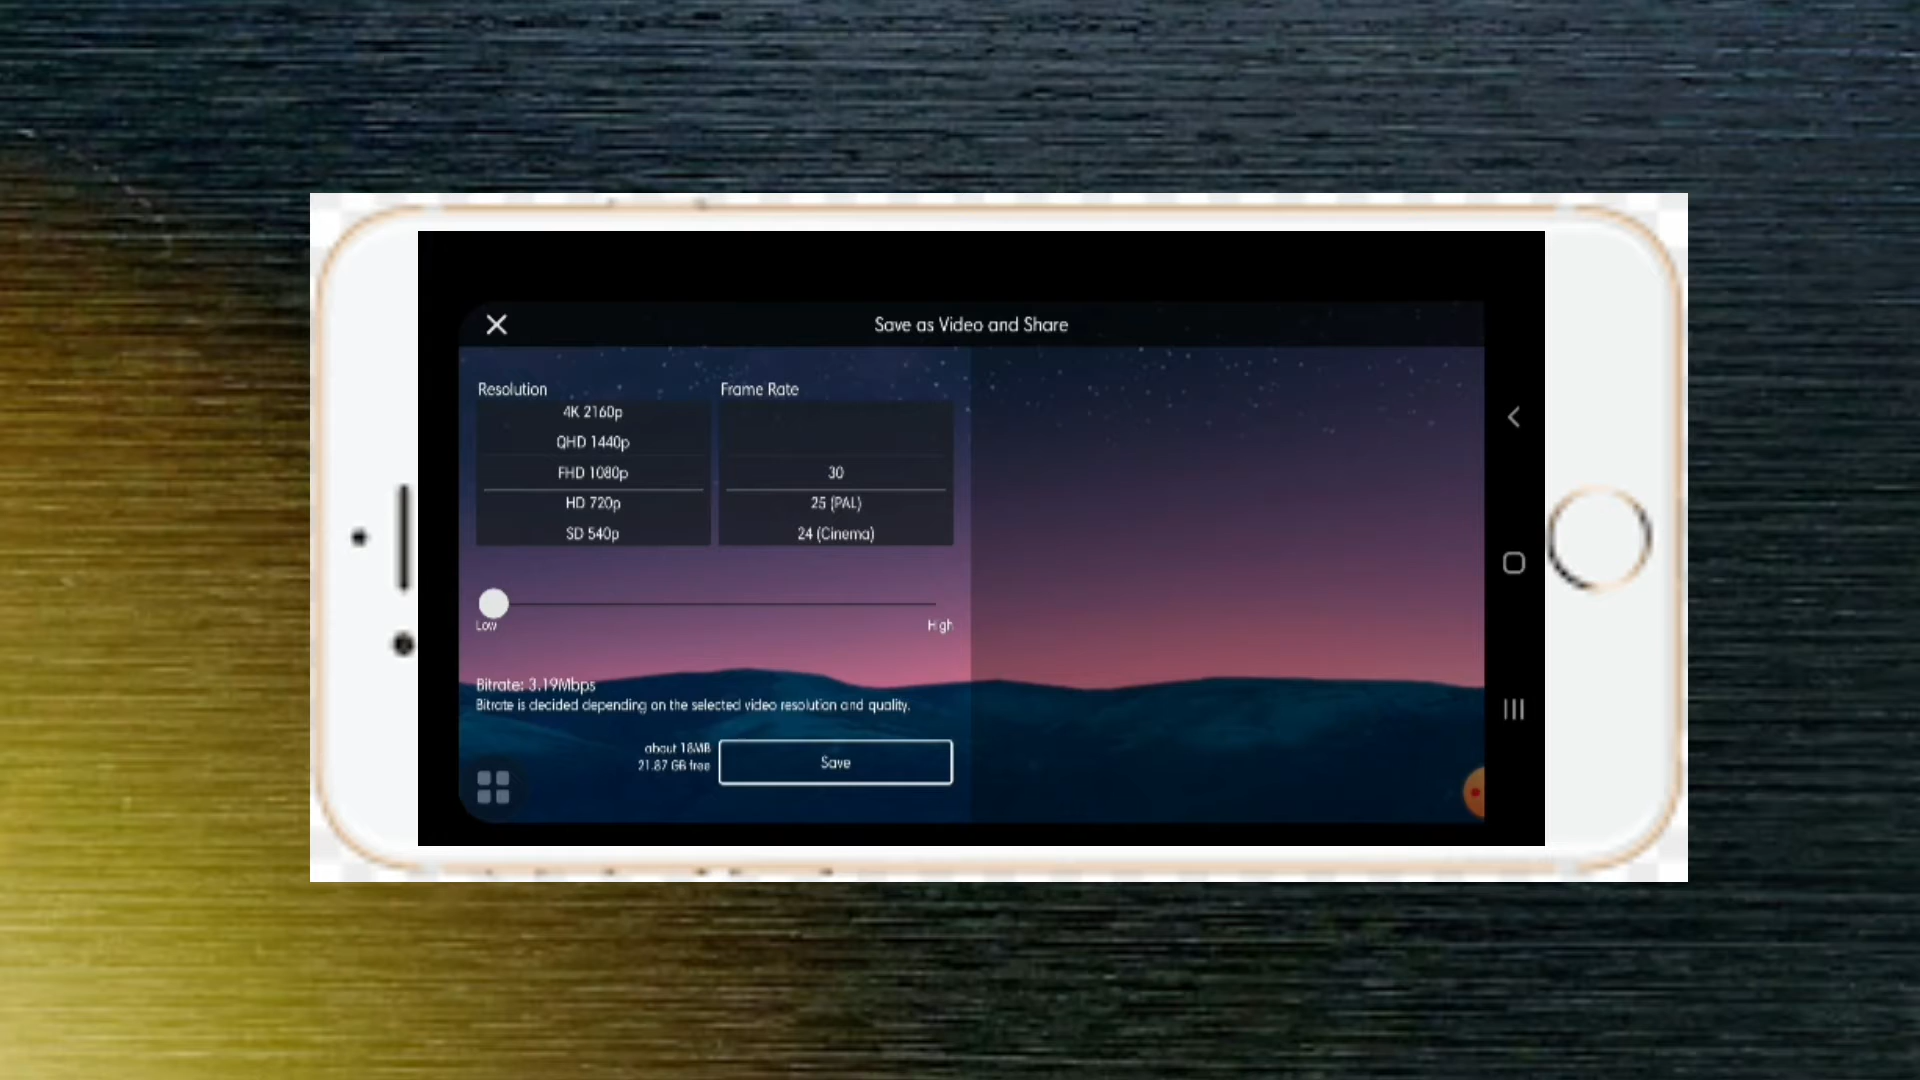 Save as Video and Share
Resolution
4K 2160p
QHD 1440p
FHD 1080p
HD 720p
SD 540p
Frame Rate
30
25 (PAL)
24 (Cinema)
Low
High
Bitrate: 3.19Mbps
Bitrate is decided depending on the selected video resolution and quality.
about 18MB
21.87 GB free
Save